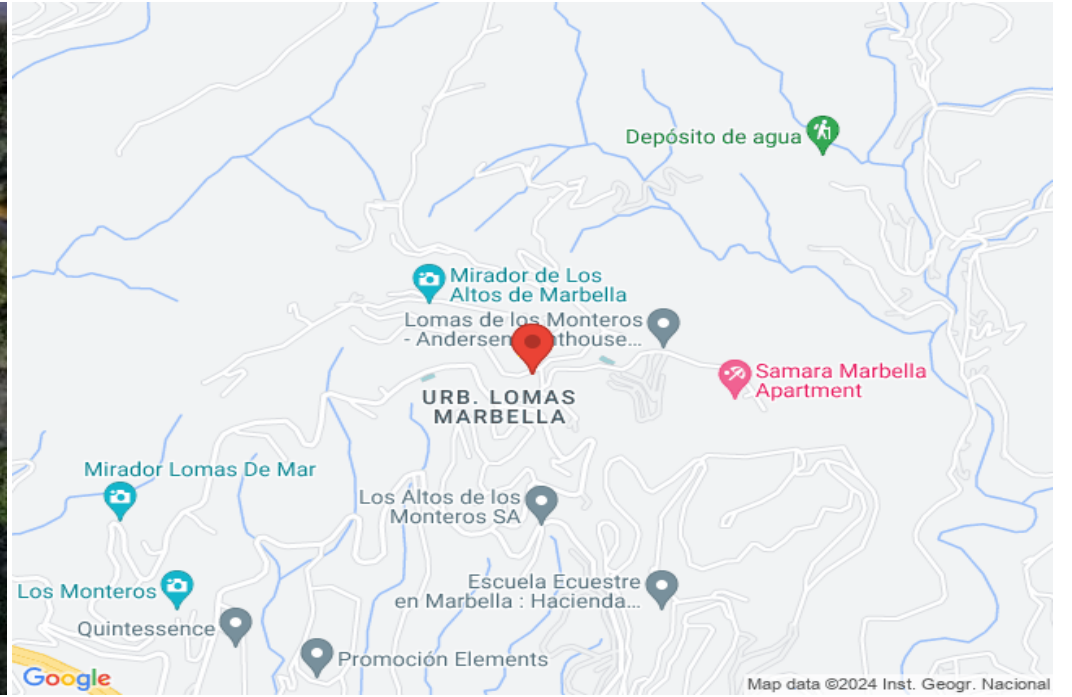 Depósito de agua
Mirador de Los
Altos de Marbella
Lomas de los Monteros
- Andersen nthouse...
Samara Marbella
Apartment
URB. LOMAS
MARBELLA
Mirador Lomas De Mar
Los Altos de los
Monteros SA
Los Monteros
Escuela Ecuestre
en Marbella : Hacienda...
Quintessence
Promoción Elements
Google
Map data ©2024 Inst. Geogr. Nacional